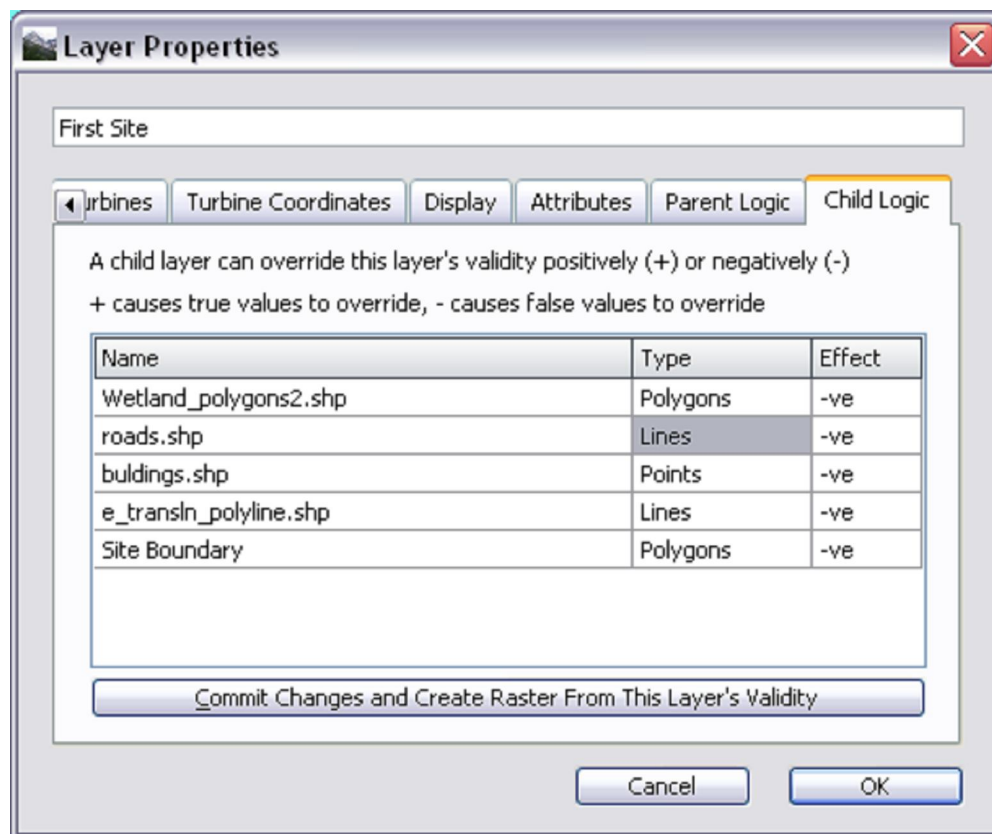 Layer Properties
First Site
urbines Turbine Coordinates Display Attributes Parent Logic Child Logic
A child layer can override this layer's validity positively (+) or negatively (-)
+ causes true values to override, - causes false values to override
Name Type Effect
Wetland_polygons2.shp Polygons -ve
roads.shp Lines -ve
buldings.shp Points -ve
e_transln_polyline.shp Lines -ve
Site Boundary Polygons -ve
Commit Changes and Create Raster From This Layer's Validity
Cancel OK